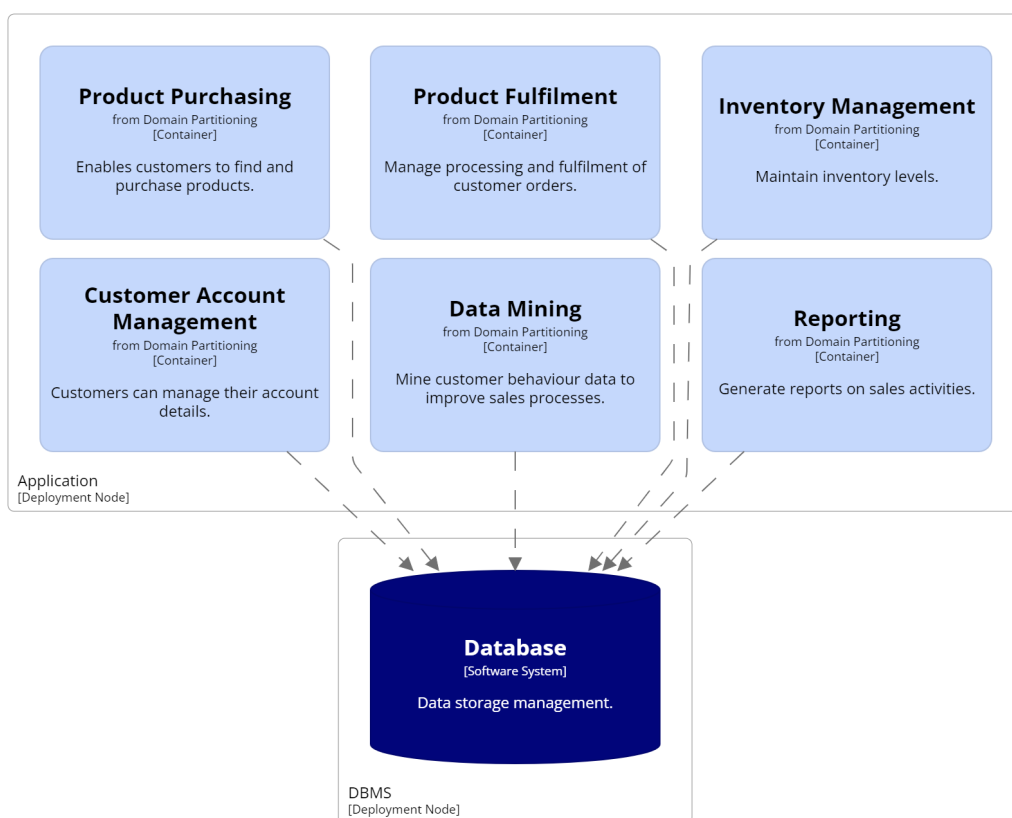 Product Purchasing
from Domain Partitioning
[Container]
Enables customers to find and
purchase products.
Product Fulfilment
from Domain Partitioning
[Container]
Manage processing and fulfilment of
customer orders.
Inventory Management
from Domain Partitioning
[Container]
Maintain inventory levels.
Customer Account
Management
from Domain Partitioning
[Container]
Customers can manage their account
details.
Data Mining
from Domain Partitioning
[Container]
Mine customer behaviour data to
improve sales processes.
Reporting
from Domain Partitioning
[Container]
Generate reports on sales activities.
Application
[Deployment Node]
Database
[Software System]
Data storage management.
DBMS
[Deployment Node]